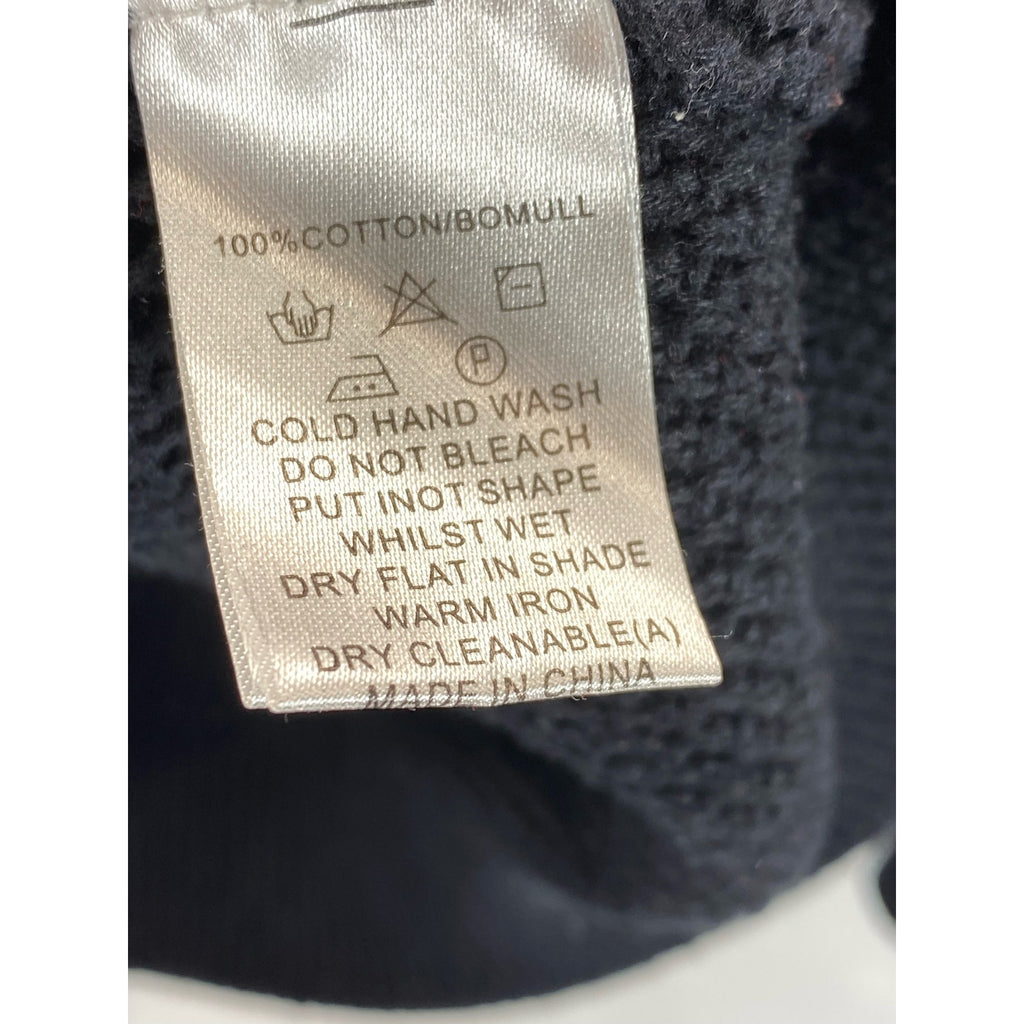 100%COTTON/BOMULL
P
COLD HAND WASH
DO NOT BLEACH
PUT INOT SHAPE
WHILST WET
DRY FLAT IN SHADE
WARM IRON
DRY CLEANABLE(A)
MADE IN CHINA